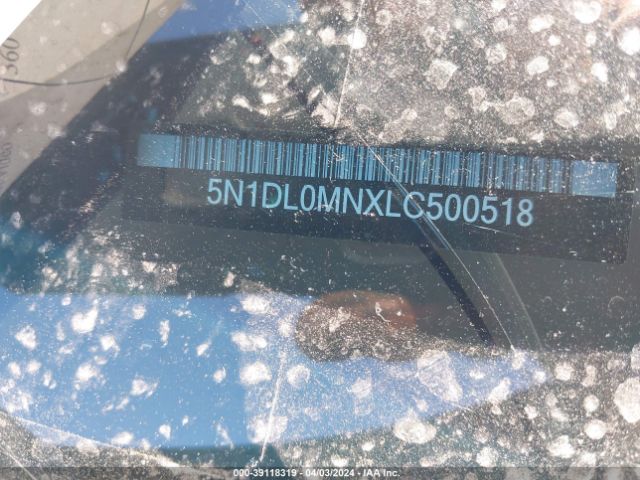 5N1DL0MNXLC500518
000-39118319 - 04/03/2024 - IAA Inc.